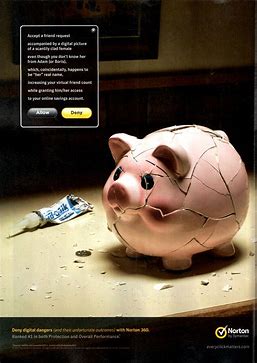 Accept a friend request
accompanied by a digital picture
of a scantily clad female
even though you don't know her
from Adam (or Boris),
which, coincidentally, happens to
be "her" real name,
increasing your virtual friend count
while granting him/her access
to your online savings account.
Allow
Deny
Deny digital dangers (and their unfortunate outcomes) with Norton 360.
Ranked #1 in both Protection and Overall Performance.
Norton
by Symantec
everyclickmatters.com